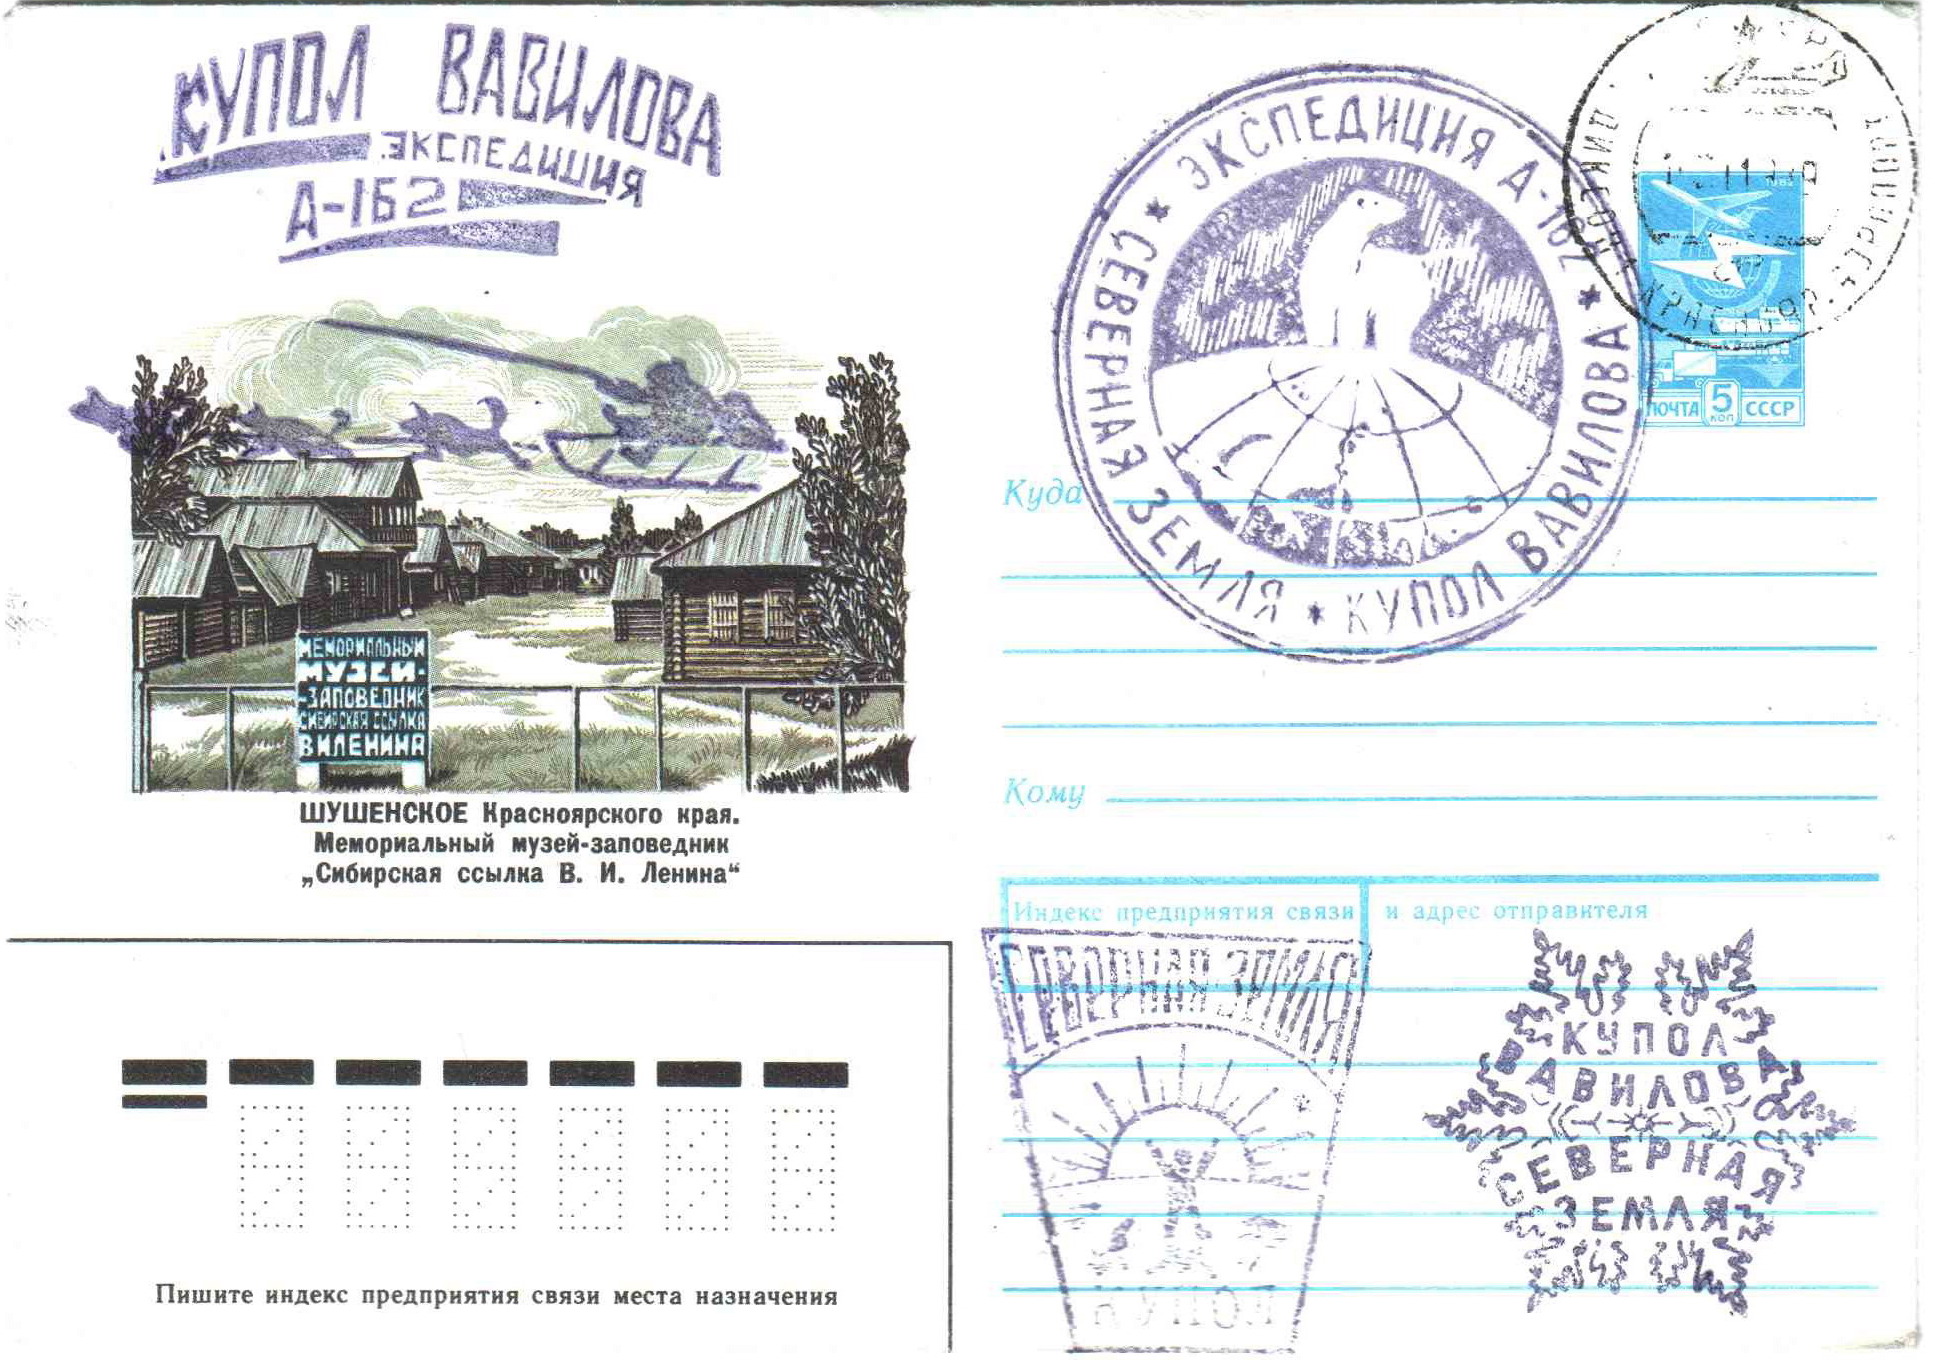 КУПОЛ ВАВИЛОВА
ЭКСПЕДИЦИЯ
А-162
ЭКСПЕДИЦИЯ А-162 ★ КУПОЛ ВАВИЛОВА ★ СЕВЕРНАЯ ЗЕМЛЯ ★
1982
ПОЧТА 5 КОП СССР
МЕМОРИАЛЬНЫЙ
МУЗЕЙ-
-ЗАПОВЕДНИК
СИБИРСКАЯ ССЫЛКА
В.И.ЛЕНИНА
ШУШЕНСКОЕ Красноярского края.
Мемориальный музей-заповедник
„Сибирская ссылка В. И. Ленина“
Куда
Кому
Индекс предприятия связи и адрес отправителя
СЕВЕРНАЯ ЗЕМЛЯ
КУПОЛ
КУПОЛ
ВАВИЛОВА
СЕВЕРНАЯ
ЗЕМЛЯ
Пишите индекс предприятия связи места назначения